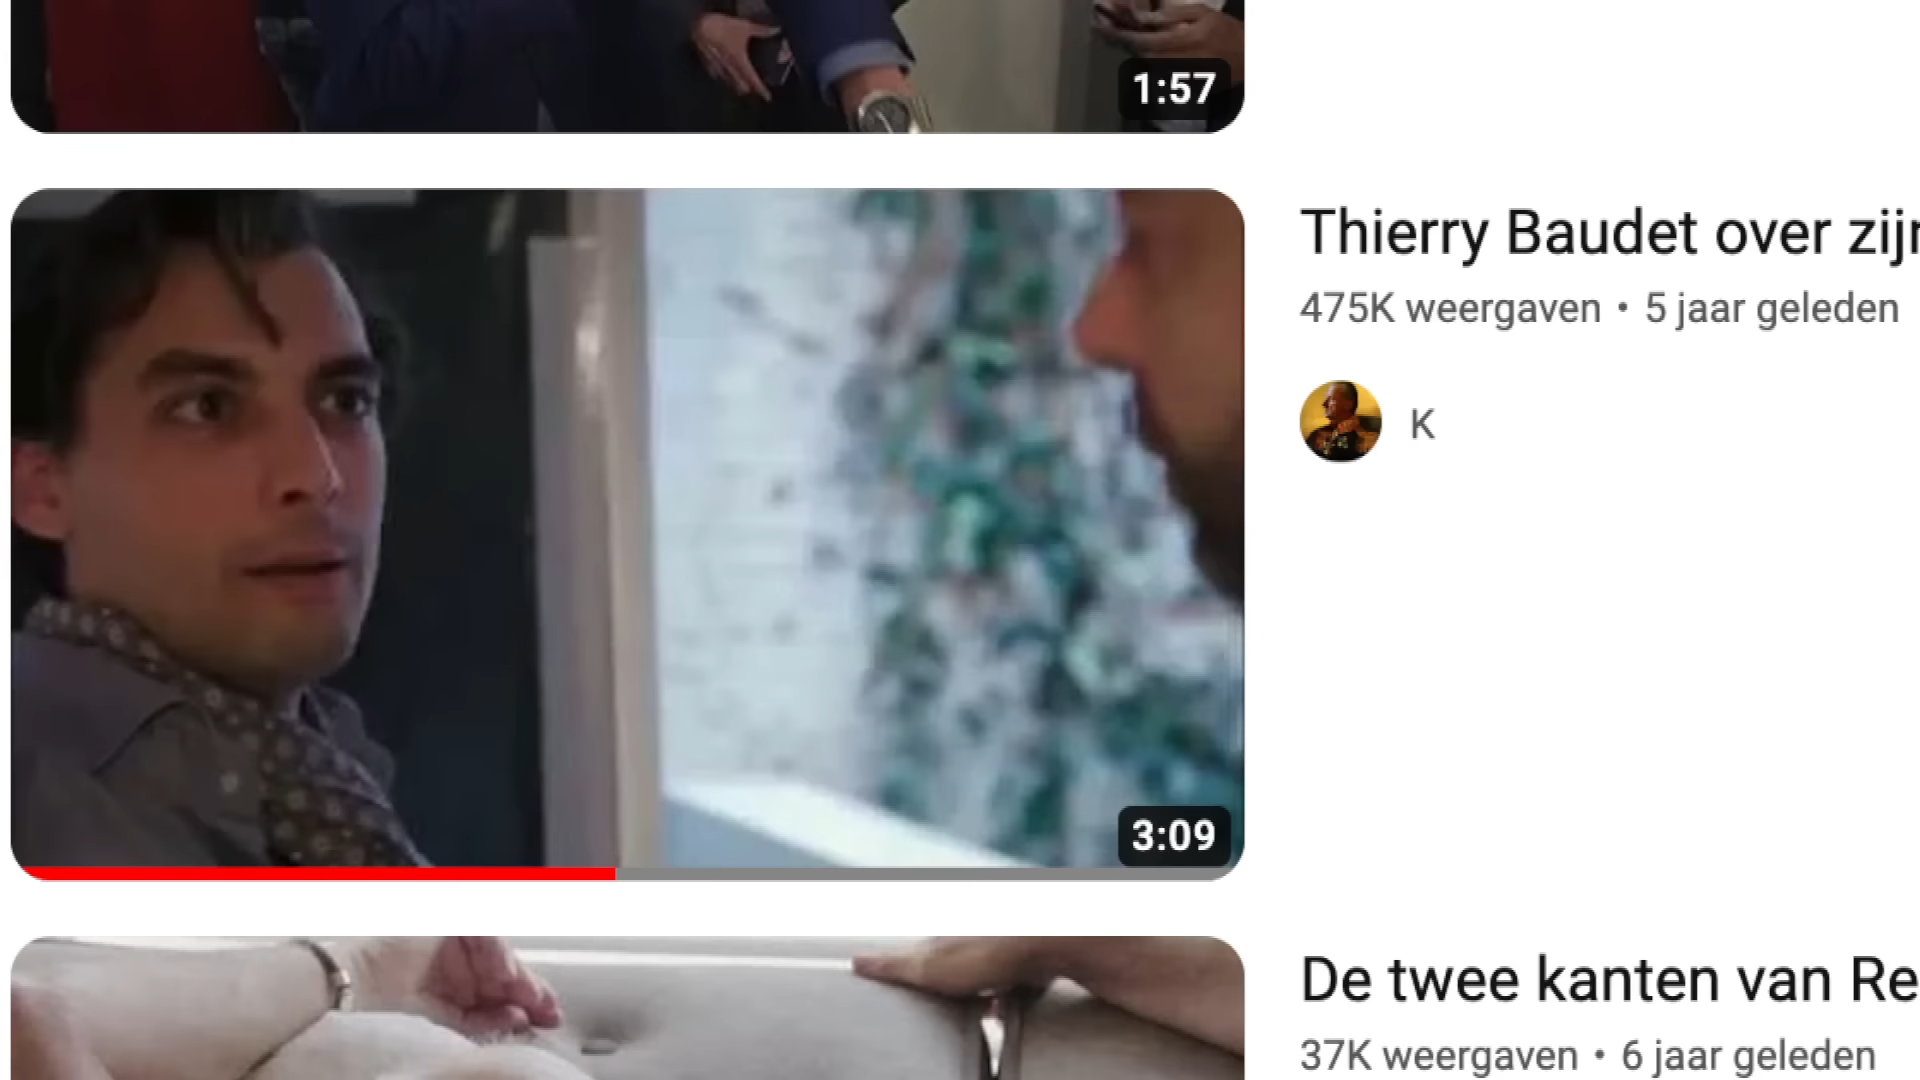 1:57
Thierry Baudet over zijn
475K weergaven • 5 jaar geleden
K
3:09
De twee kanten van Re
37K weergaven • 6 jaar geleden